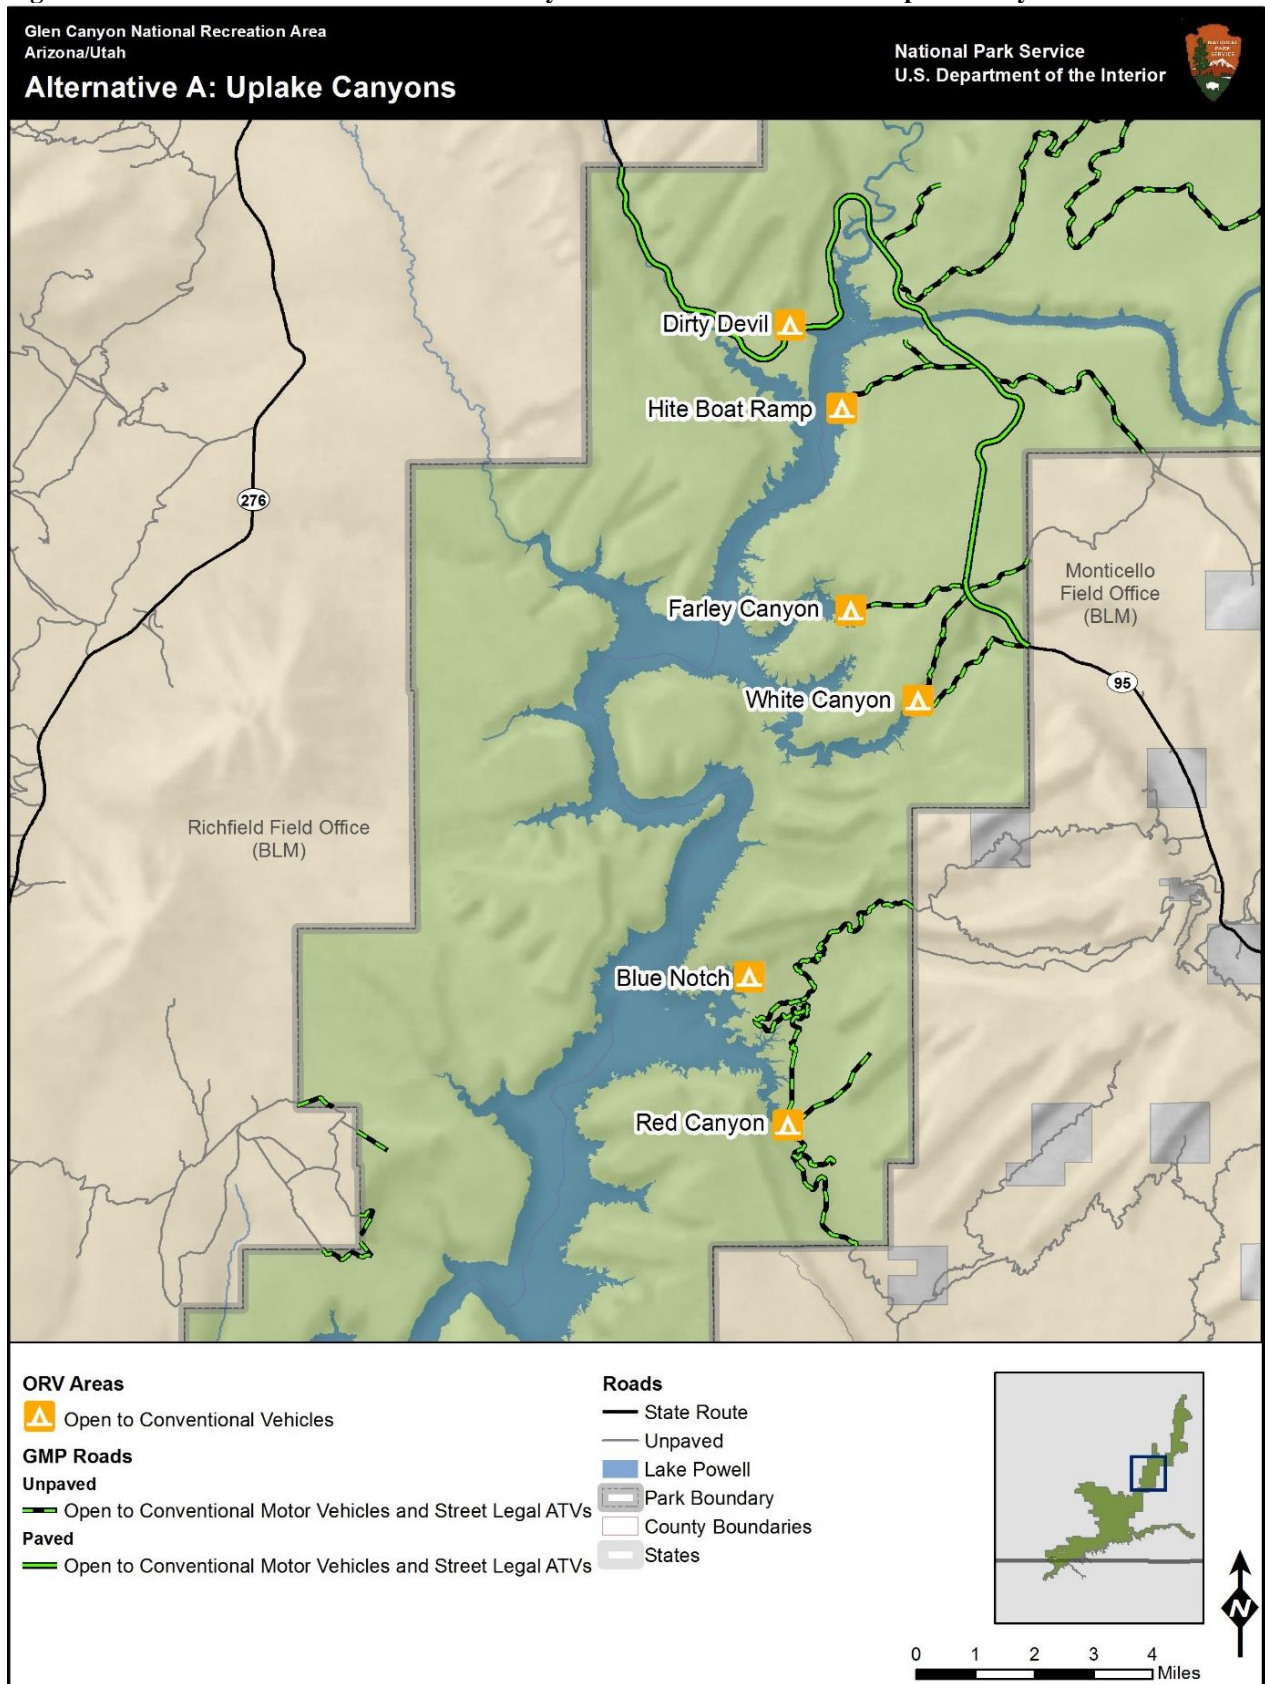 Glen Canyon National Recreation Area
Arizona/Utah
Alternative A: Uplake Canyons
National Park Service
U.S. Department of the Interior
NATIONAL
PARK
SERVICE
Dirty Devil
Hite Boat Ramp
276
Monticello
Field Office
(BLM)
Farley Canyon
White Canyon
95
Richfield Field Office
(BLM)
Blue Notch
Red Canyon
ORV Areas
Open to Conventional Vehicles
GMP Roads
Unpaved
Open to Conventional Motor Vehicles and Street Legal ATVs
Paved
Open to Conventional Motor Vehicles and Street Legal ATVs
Roads
State Route
Unpaved
Lake Powell
Park Boundary
County Boundaries
States
N
0 1 2 3 4
Miles